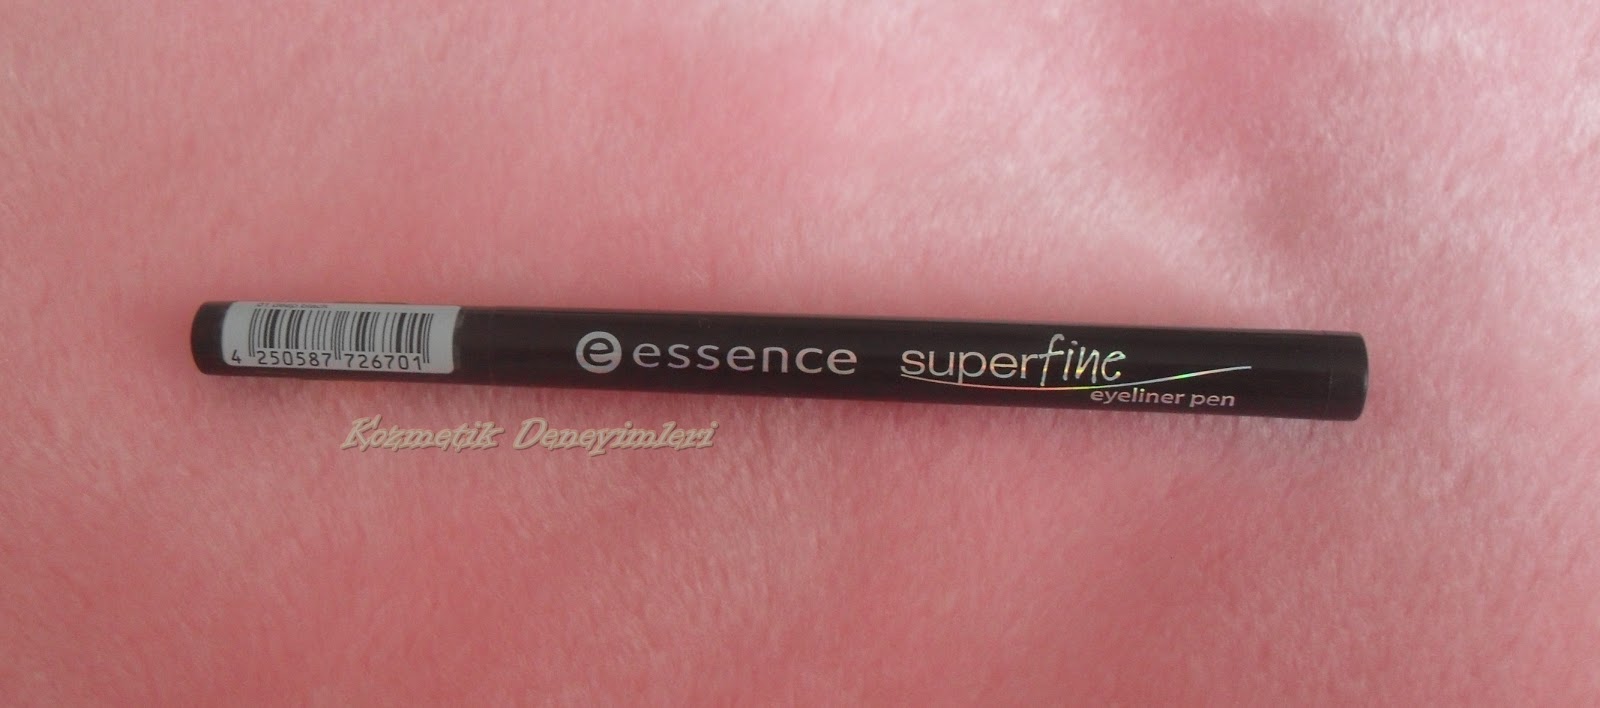 4 250587 726701
e essence superfine
eyeliner pen
Kozmetik Deneyimleri